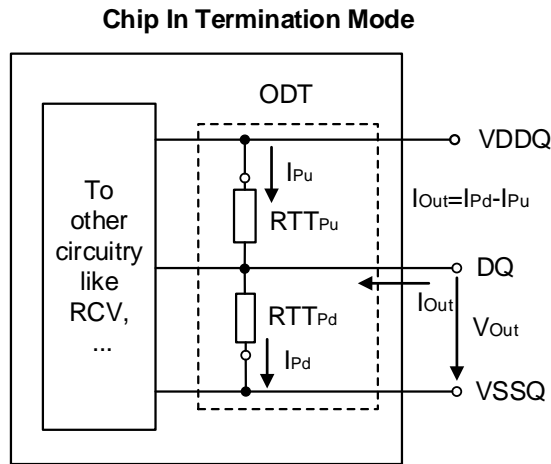 Chip In Termination Mode
ODT
VDDQ
IPu
To
other
circuitry
like
RCV,
...
RTTPu
IOut=IPd-IPu
DQ
IOut
RTTPd
VOut
IPd
VSSQ